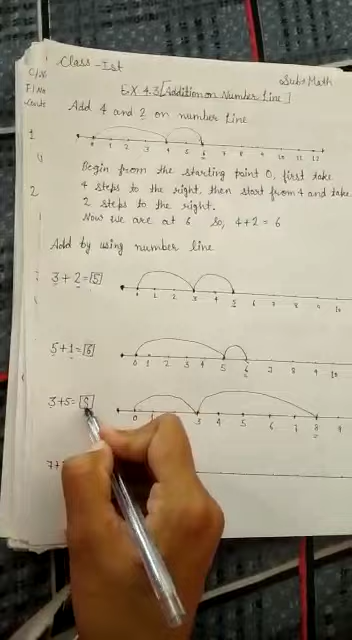 Class - Ist
Sub: Math
EX 4.3 [Addition on Number Line]
Add 4 and 2 on number line
0 1 2 3 4 5 6 7 8 9 10 11 12
Begin from the starting point 0, first take
4 steps to the right, then start from 4 and take
2 steps to the right.
Now we are at 6 So, 4+2 = 6
Add by using number line
3 + 2 = 5
0 1 2 3 4 5 6 7 8 9 10
5 + 1 = 6
0 1 2 3 4 5 6 7 8 9 10
3+5= 8
0 1 3 4 5 6 7 8 9
7+